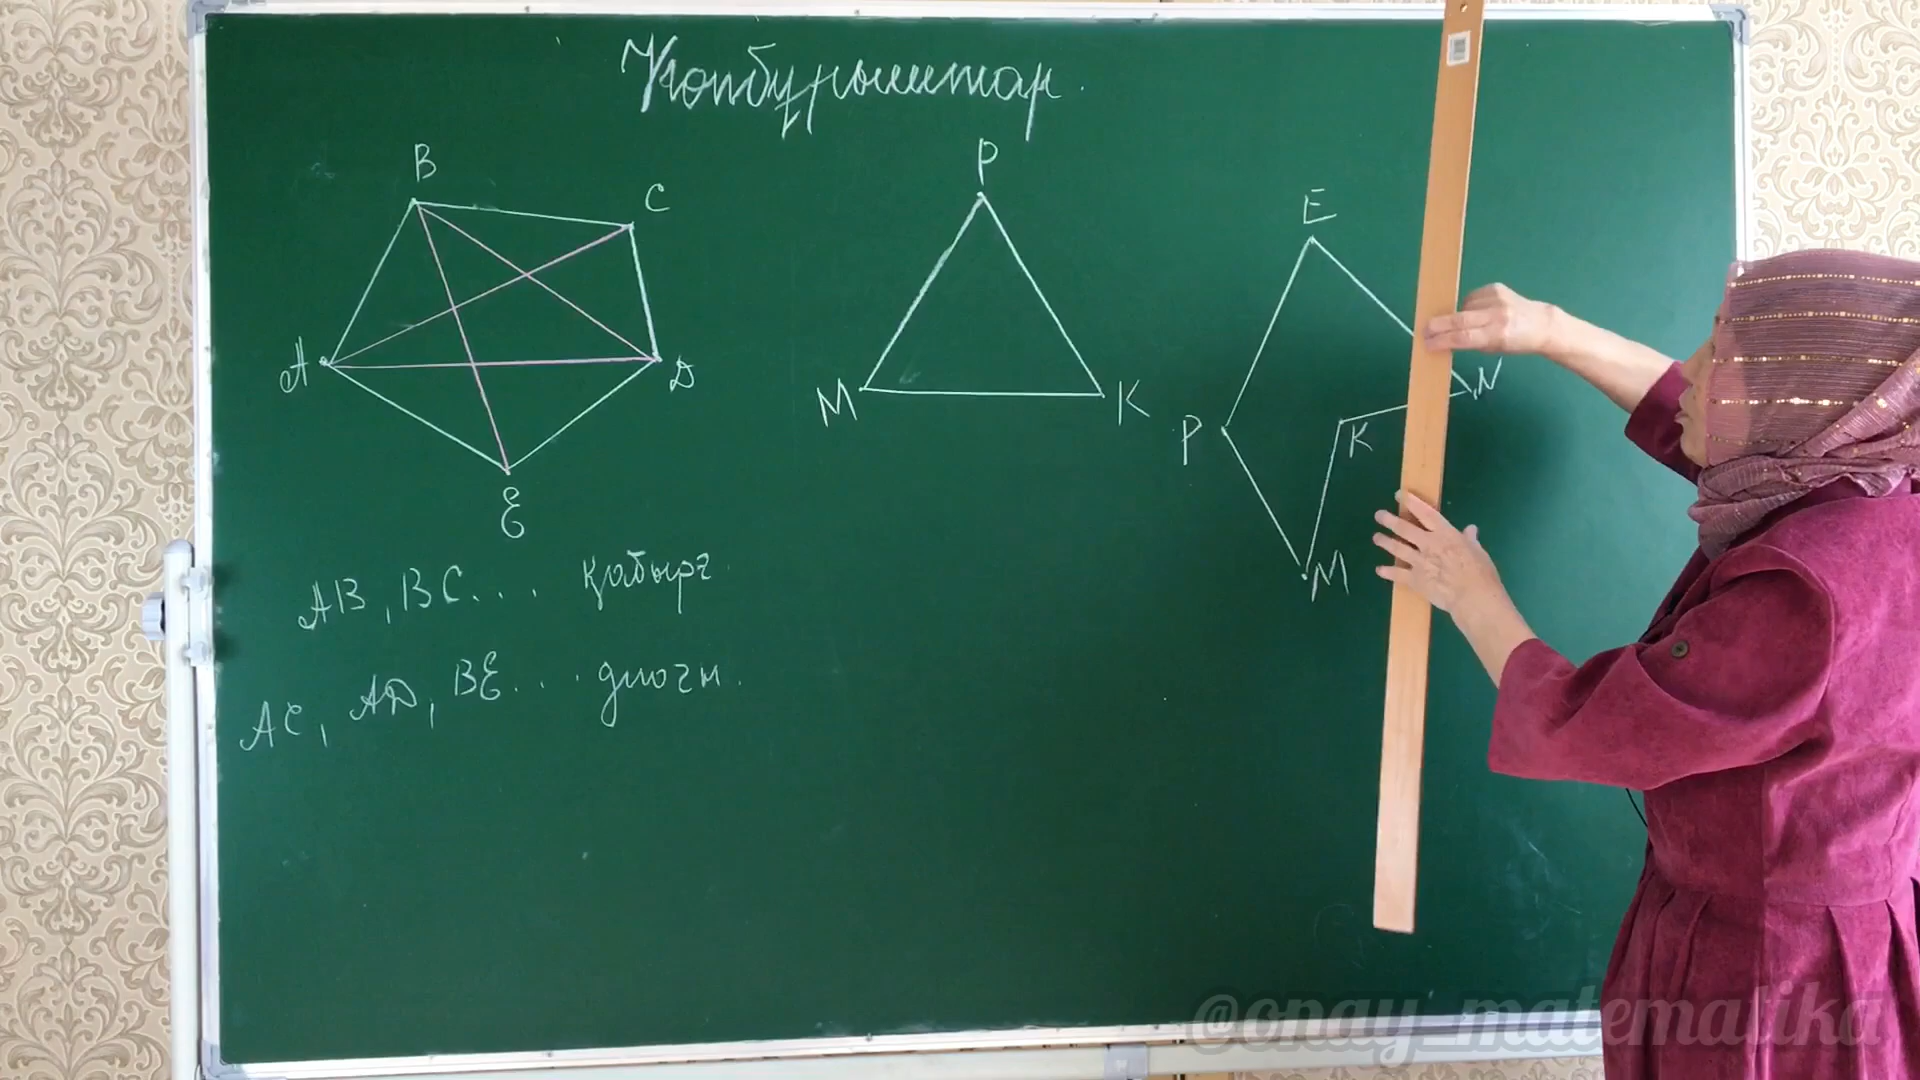 Көпбұрыштар.
B
C
A
D
E
P
M
K
E
N
P
K
M
AB, BC... қабырғ.
AC, AD, BE... диагн.
@onay_matematika